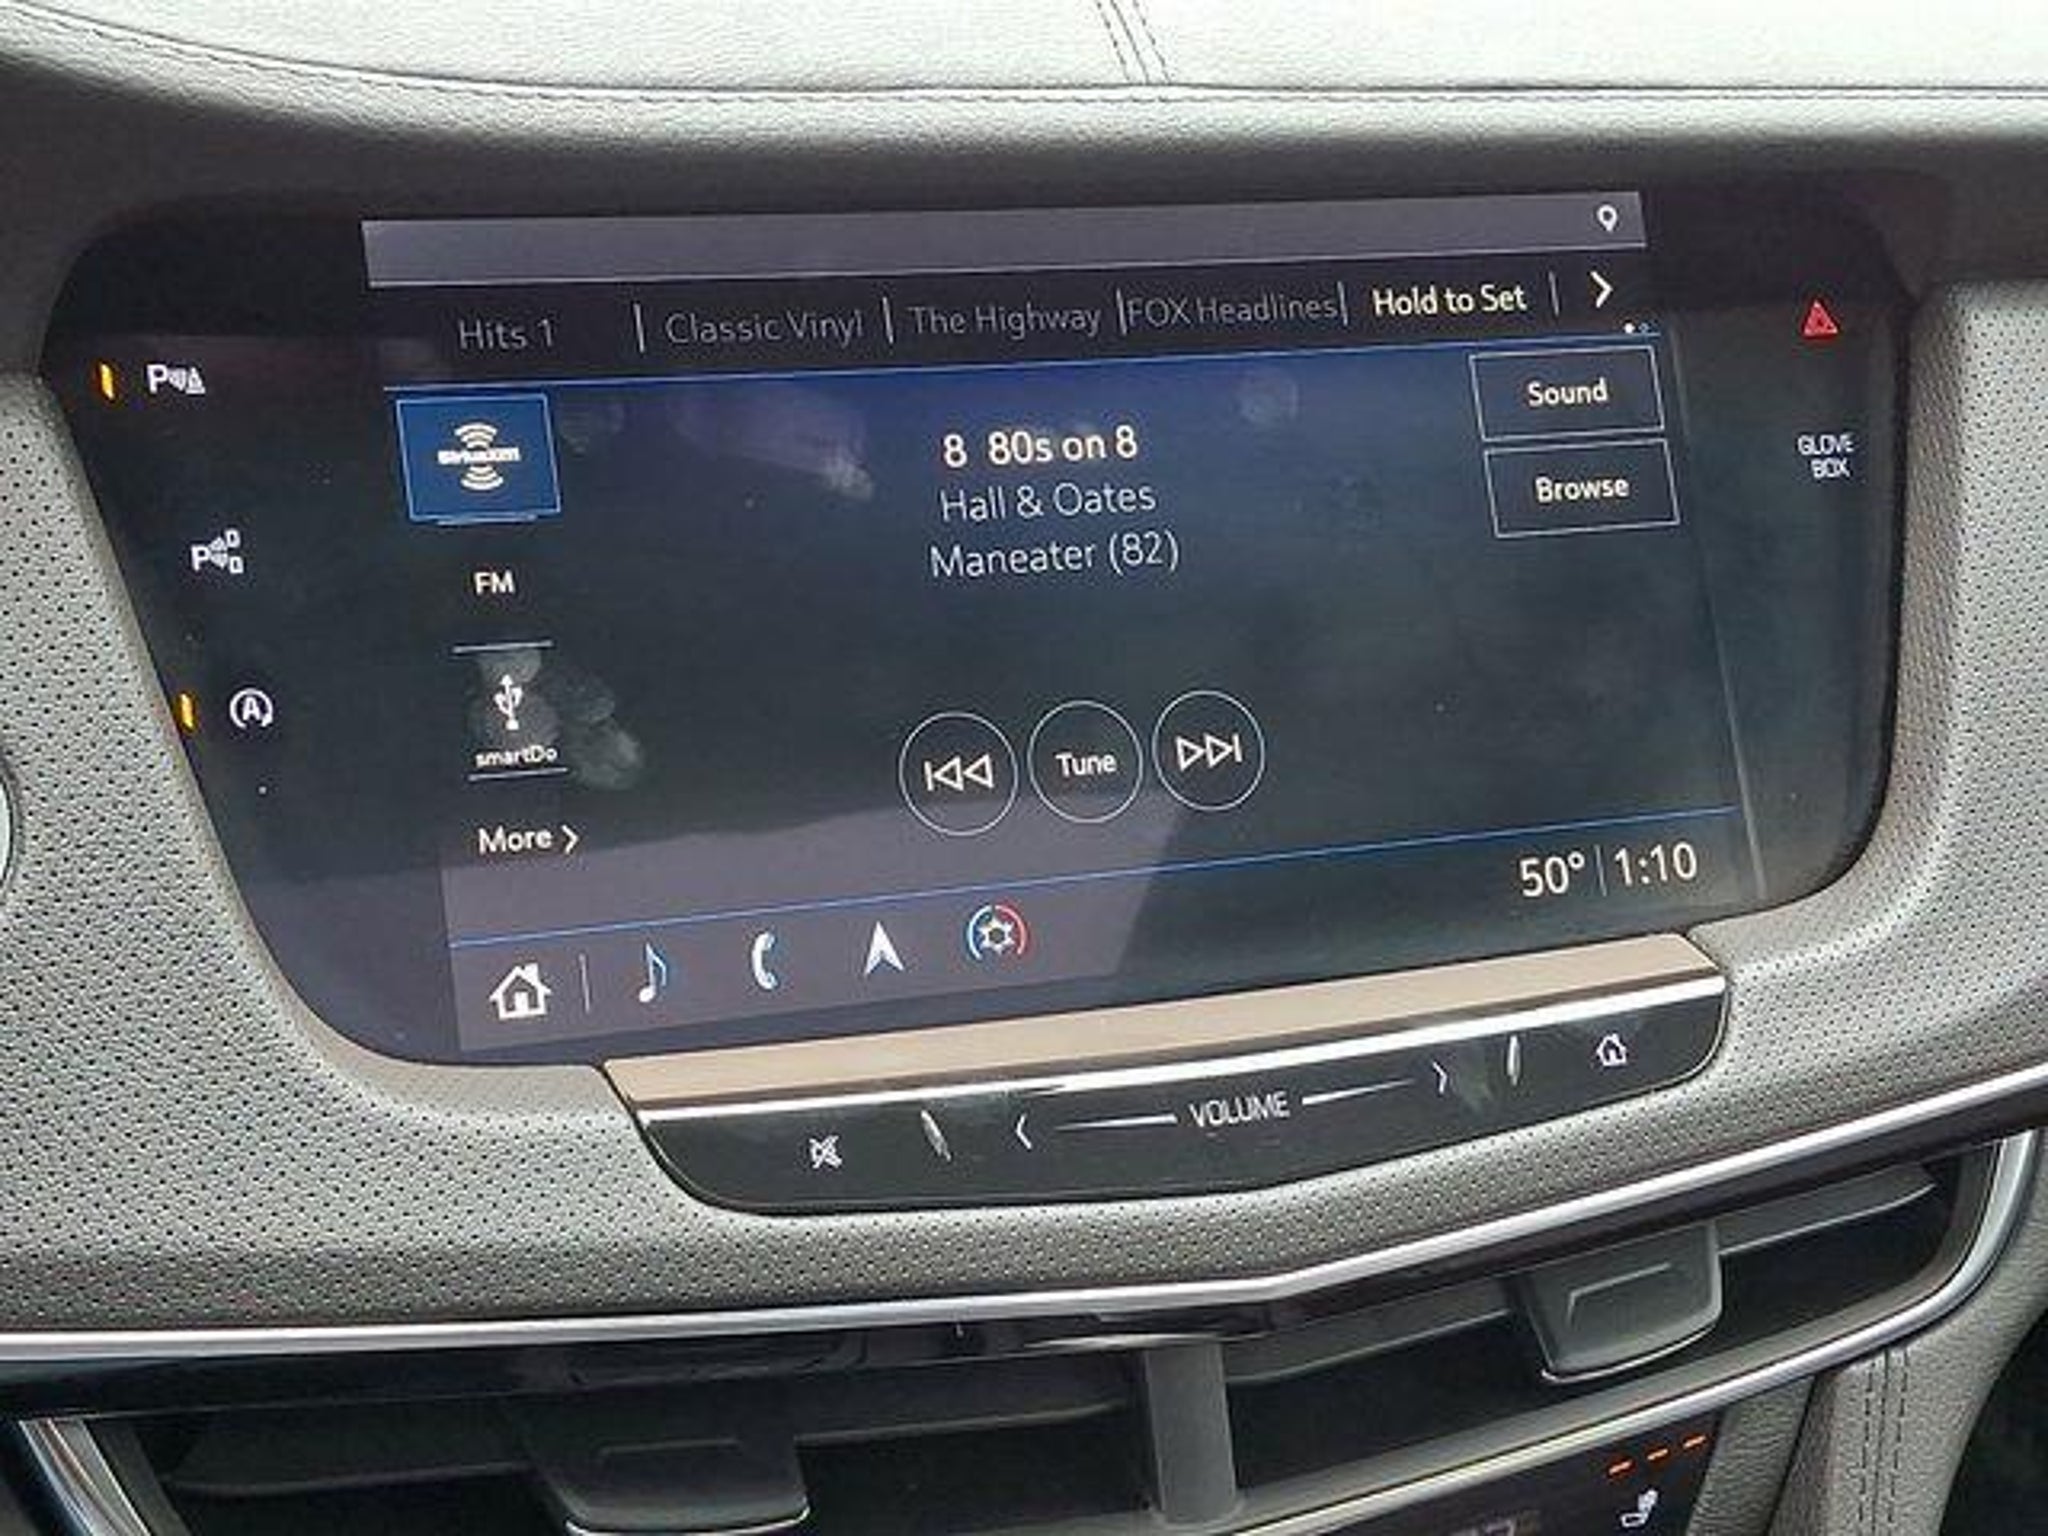 Hits 1
Classic Vinyl
The Highway
FOX Headlines
Hold to Set
P
siriusxm
8 80s on 8
Hall & Oates
Maneater (82)
Sound
Browse
GLOVE
BOX
P
FM
A
smartDo
Tune
More
50° 1:10
VOLUME